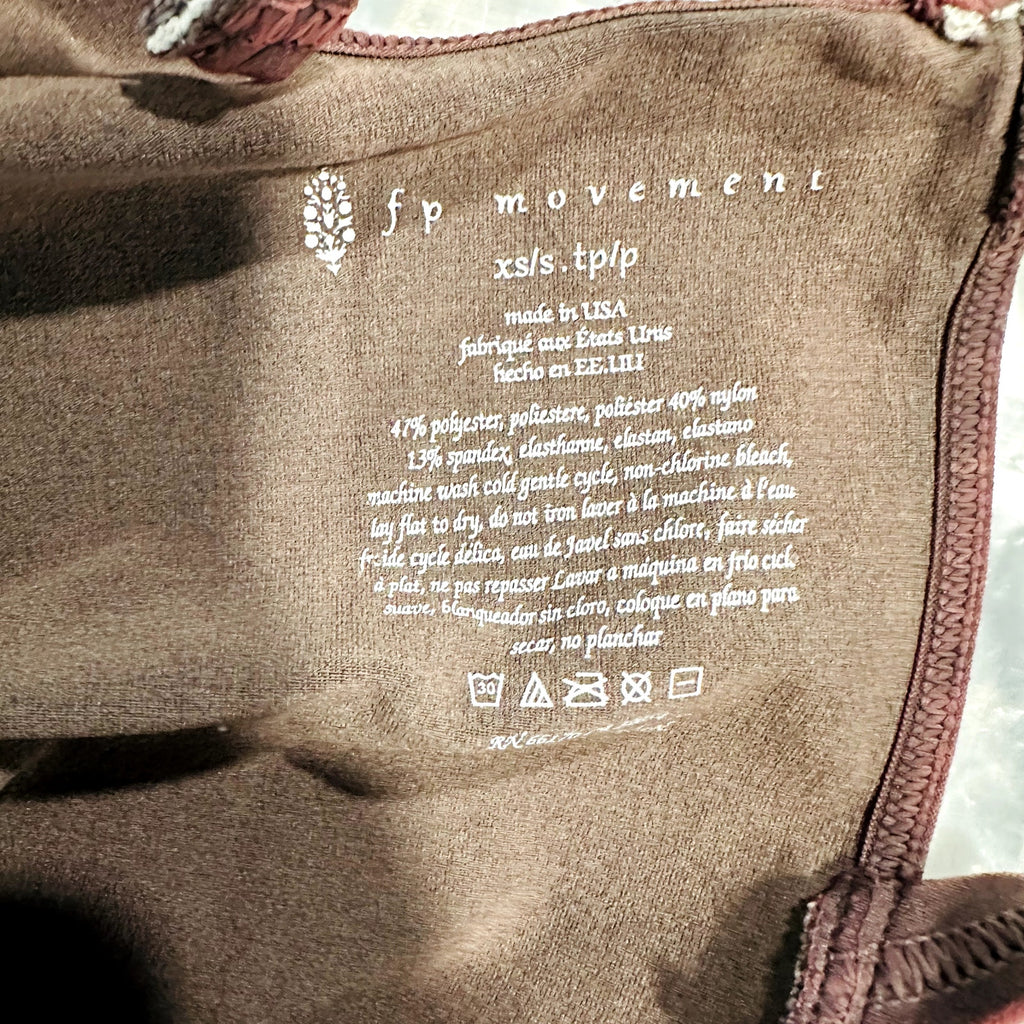 fp movement
xs/s . tp/p
made in USA
fabriqué aux États Unis
hecho en EE.UU
47% polyester, poliestere, poliéster 40% nylon
13% spandex, elasthanne, elastan, elastano
machine wash cold gentle cycle, non-chlorine bleach,
lay flat to dry, do not iron laver à la machine à l'eau
cycle délica, eau de Javel sans chlore, faire sécher
à plat, ne pas repasser Lavar a máquina en frío cicl
suave, blanqueador sin cloro, coloque en plano para
secar, no planchar
30